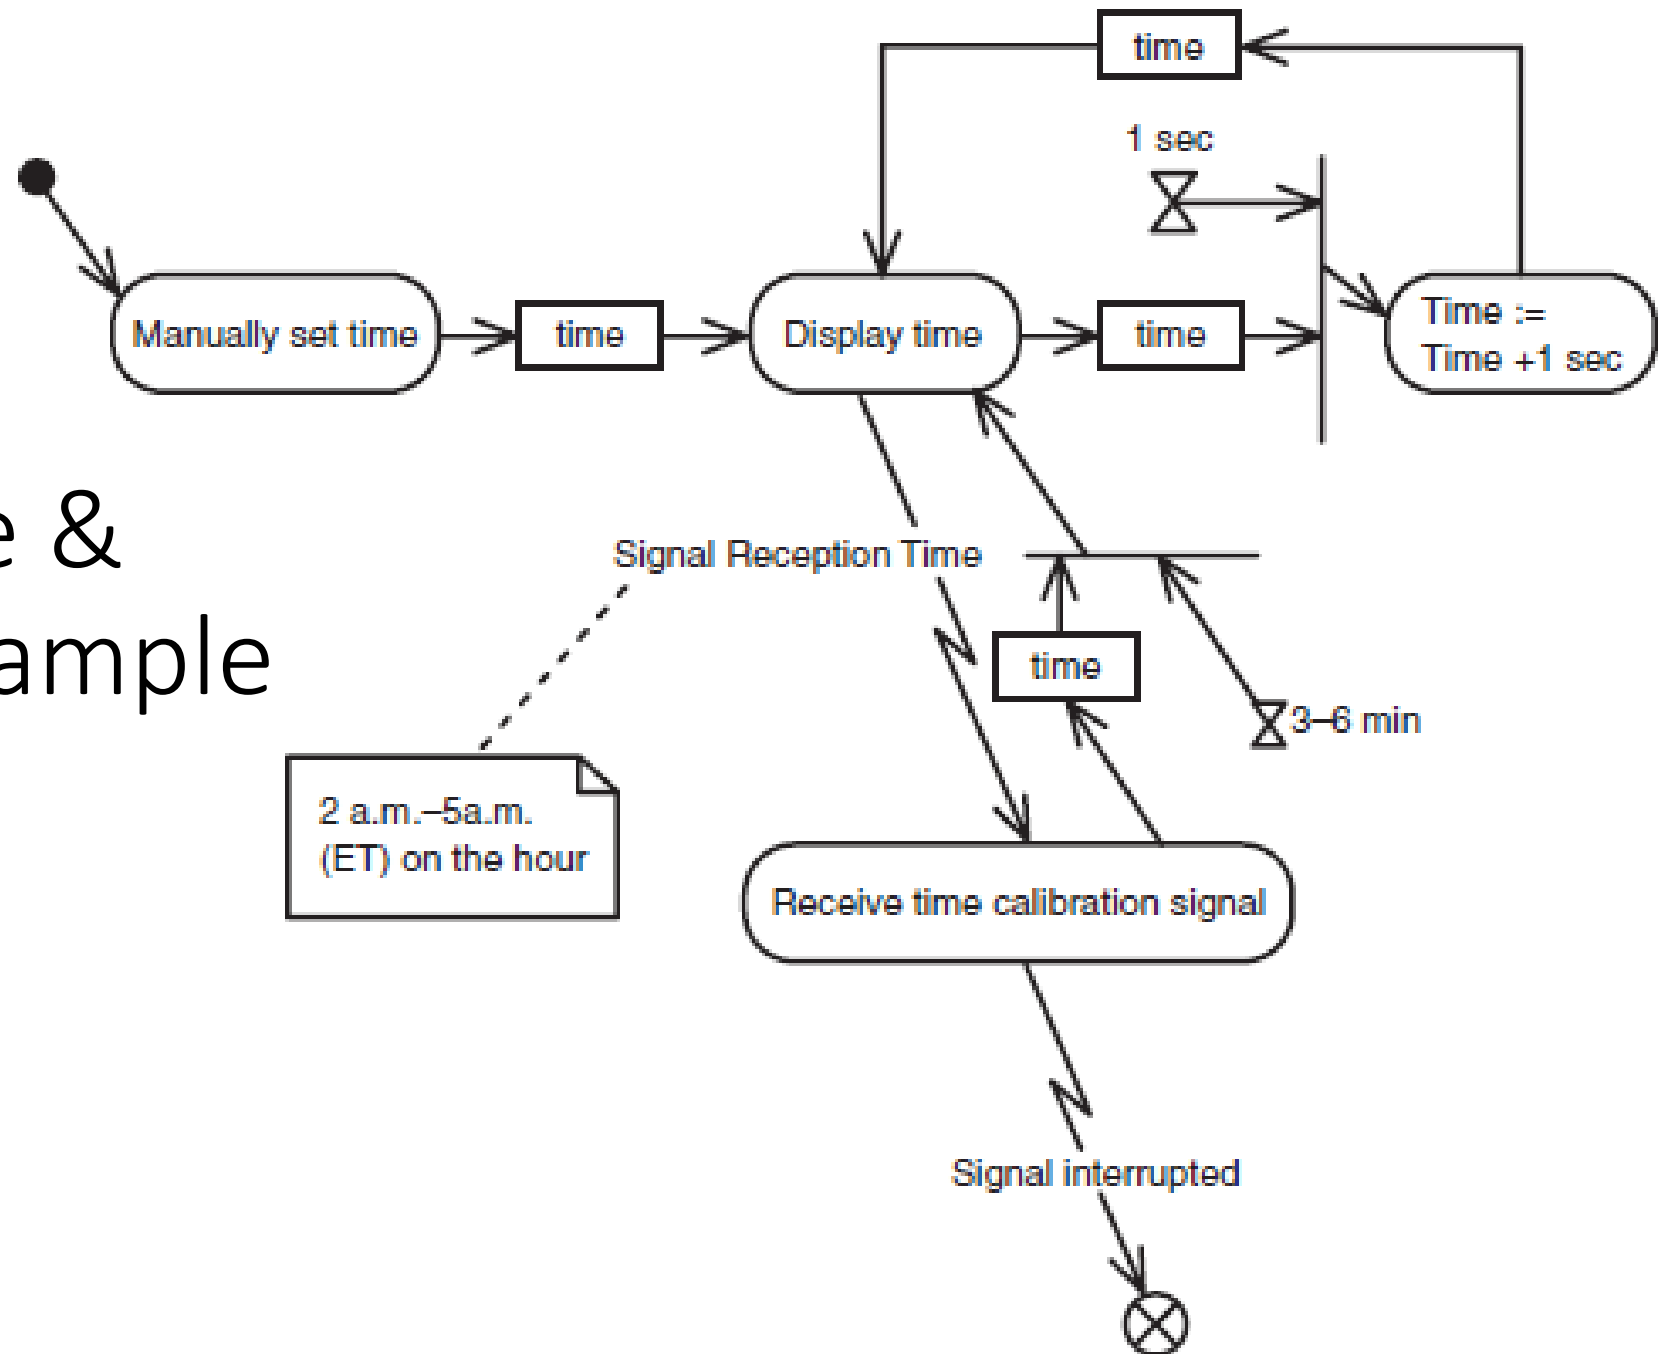 time
1 sec
Manually set time
time
Display time
time
Time :=
Time +1 sec
e &
ample
Signal Reception Time
time
3–6 min
2 a.m.–5a.m.
(ET) on the hour
Receive time calibration signal
Signal interrupted